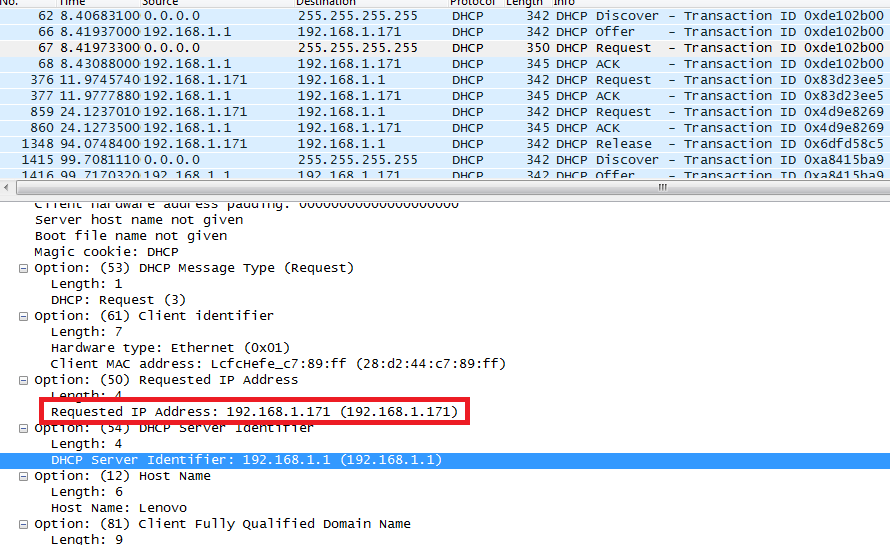 No. Time Source Destination Protocol Length Info
62 8.40683100 0.0.0.0 255.255.255.255 DHCP 342 DHCP Discover - Transaction ID 0xde102b00
66 8.41937000 192.168.1.1 192.168.1.171 DHCP 342 DHCP Offer - Transaction ID 0xde102b00
67 8.41973300 0.0.0.0 255.255.255.255 DHCP 350 DHCP Request - Transaction ID 0xde102b00
68 8.43088000 192.168.1.1 192.168.1.171 DHCP 345 DHCP ACK - Transaction ID 0xde102b00
376 11.9745740 192.168.1.171 192.168.1.1 DHCP 342 DHCP Request - Transaction ID 0x83d23ee5
377 11.9777880 192.168.1.1 192.168.1.171 DHCP 345 DHCP ACK - Transaction ID 0x83d23ee5
859 24.1237010 192.168.1.171 192.168.1.1 DHCP 342 DHCP Request - Transaction ID 0x4d9e8269
860 24.1273500 192.168.1.1 192.168.1.171 DHCP 345 DHCP ACK - Transaction ID 0x4d9e8269
1348 94.0748400 192.168.1.171 192.168.1.1 DHCP 342 DHCP Release - Transaction ID 0x6dfd58c5
1415 99.7081110 0.0.0.0 255.255.255.255 DHCP 342 DHCP Discover - Transaction ID 0xa8415ba9
1416 99.7170320 192.168.1.1 192.168.1.171 DHCP 342 DHCP Offer - Transaction ID 0xa8415ba9
Client hardware address padding: 00000000000000000000
Server host name not given
Boot file name not given
Magic cookie: DHCP
Option: (53) DHCP Message Type (Request)
Length: 1
DHCP: Request (3)
Option: (61) Client identifier
Length: 7
Hardware type: Ethernet (0x01)
Client MAC address: LcfcHefe_c7:89:ff (28:d2:44:c7:89:ff)
Option: (50) Requested IP Address
Length: 4
Requested IP Address: 192.168.1.171 (192.168.1.171)
Option: (54) DHCP Server Identifier
Length: 4
DHCP Server Identifier: 192.168.1.1 (192.168.1.1)
Option: (12) Host Name
Length: 6
Host Name: Lenovo
Option: (81) Client Fully Qualified Domain Name
Length: 9